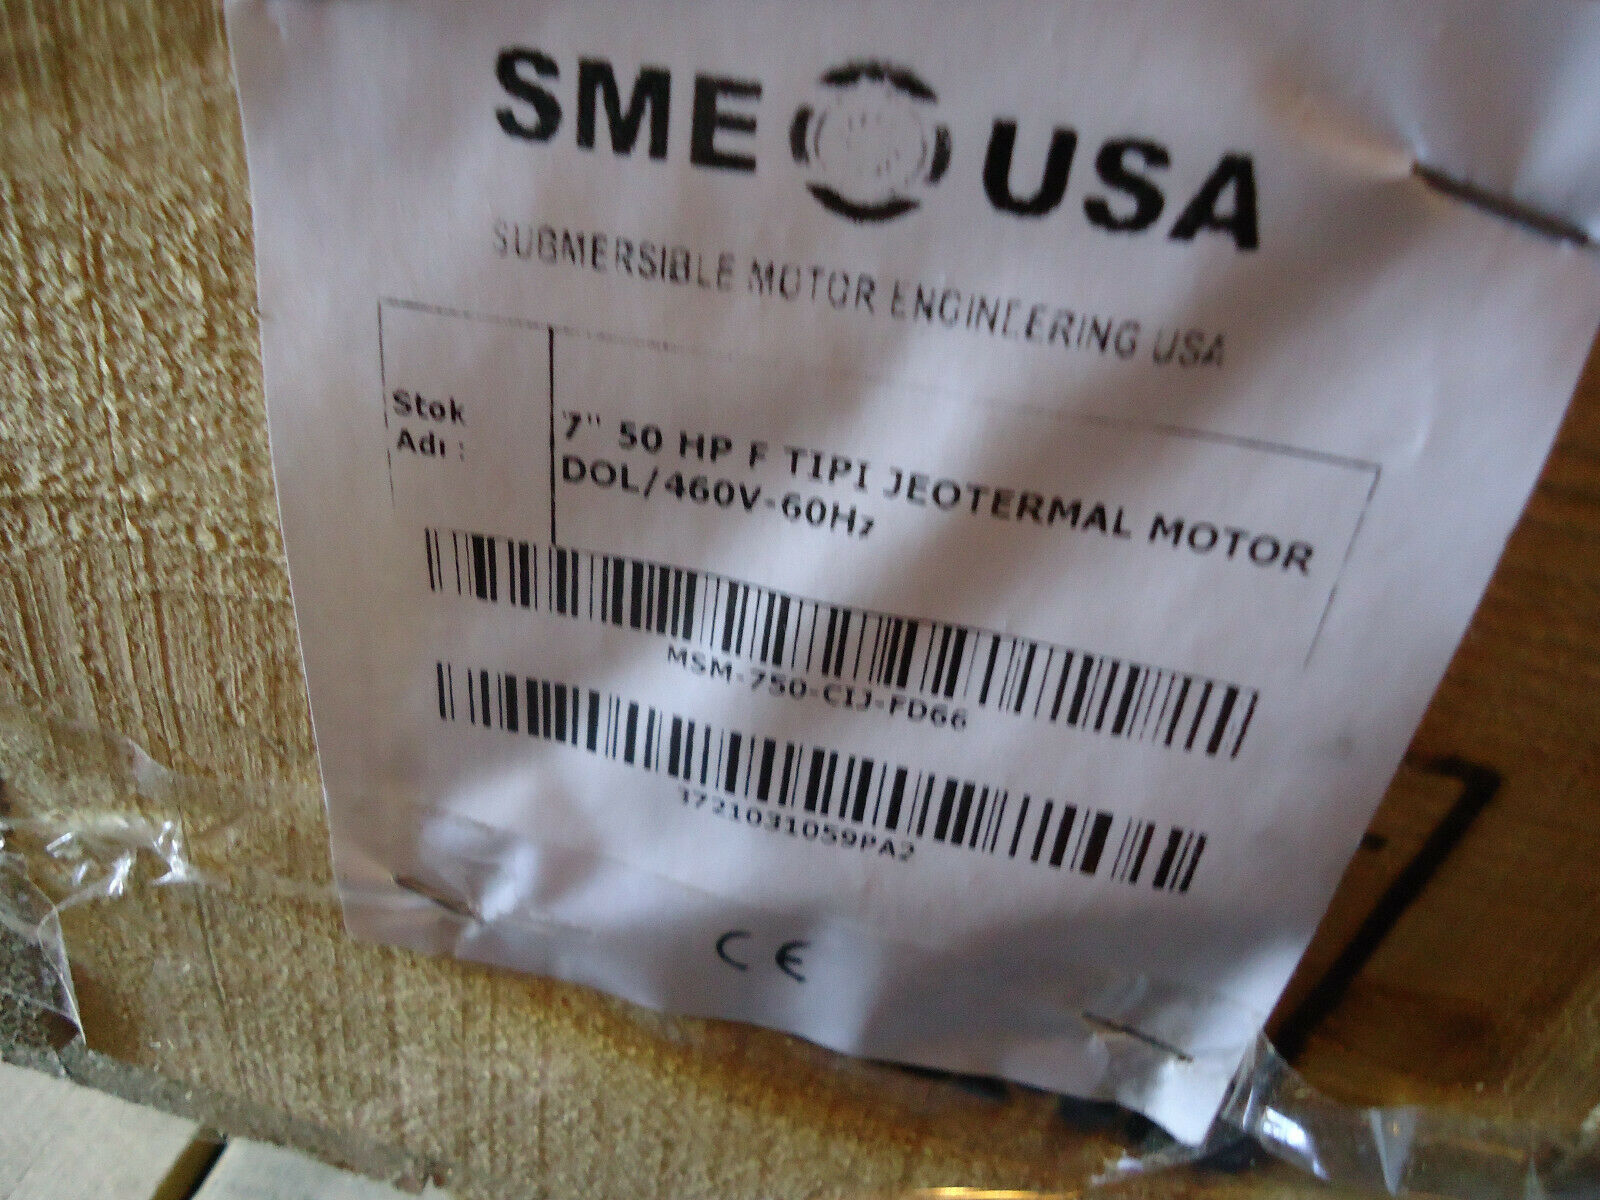 SME USA
SUBMERSIBLE MOTOR ENGINEERING USA
Stok
Adı :
7" 50 HP F TIPI JEOTERMAL MOTOR
DOL/460V-60Hz
MSM-750-CIJ-FD66
3721031059PA2
CE